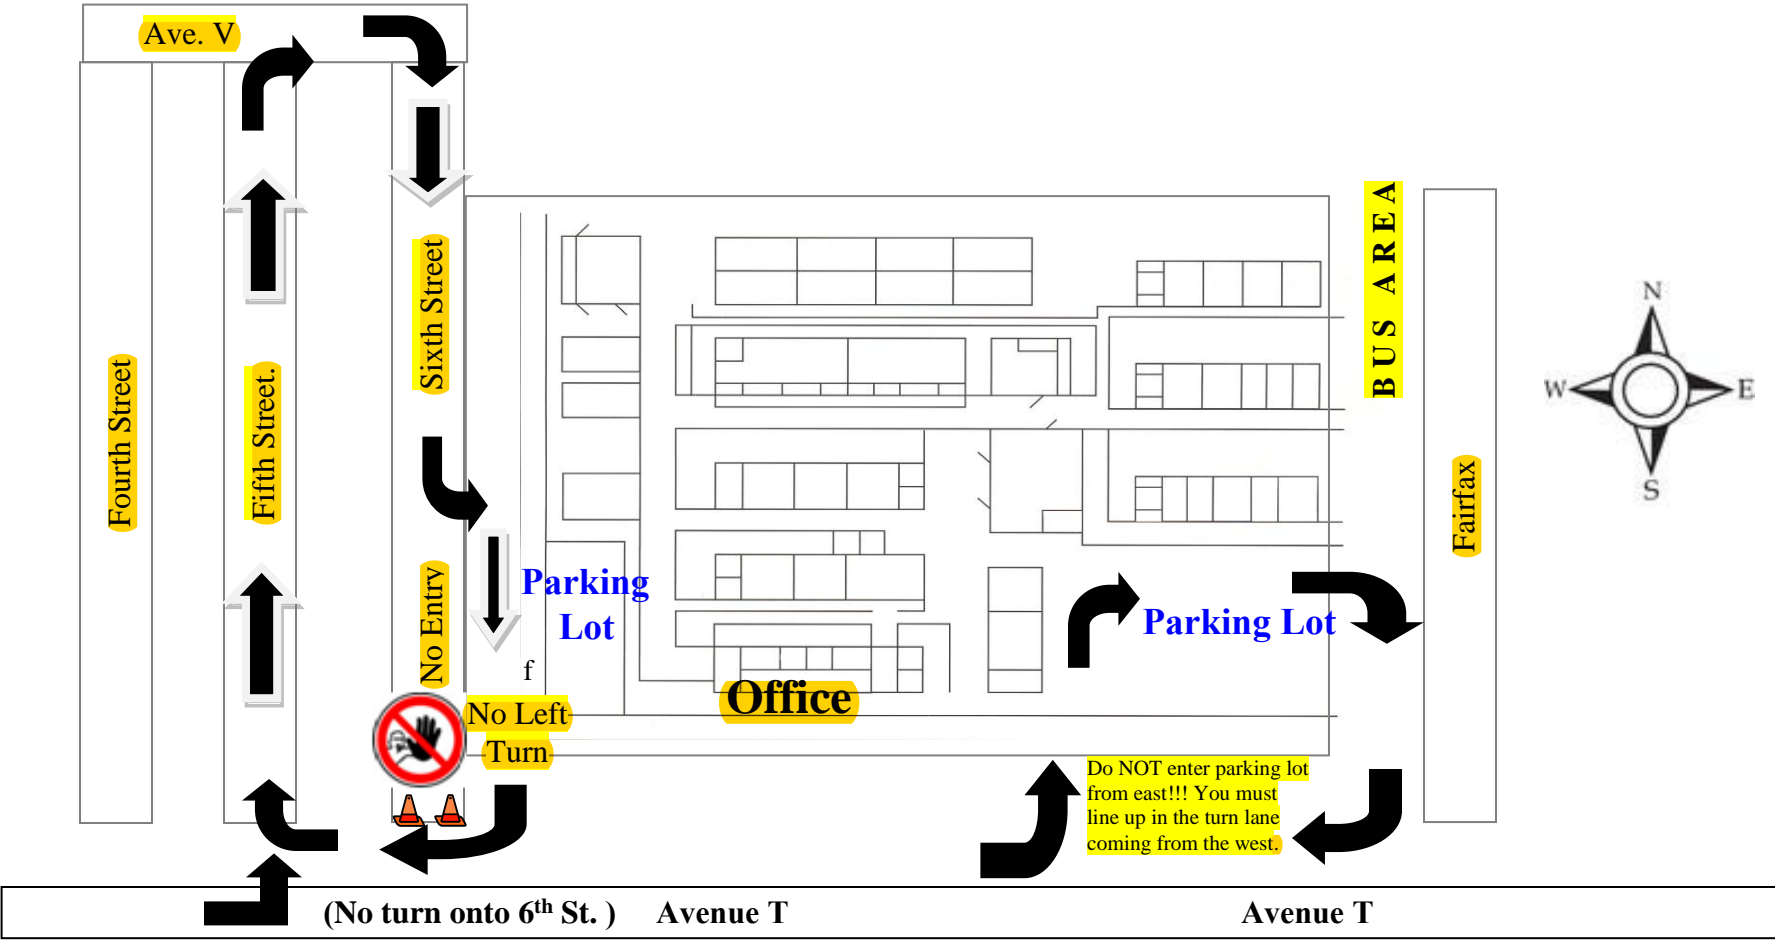 Ave. V
Fourth Street
Fifth Street.
Sixth Street
No Entry
BUS AREA
Fairfax
N
W
E
S
Parking
Lot
f
Parking Lot
Office
No Left
Turn
Do NOT enter parking lot
from east!!! You must
line up in the turn lane
coming from the west.
(No turn onto 6th St. )
Avenue T
Avenue T